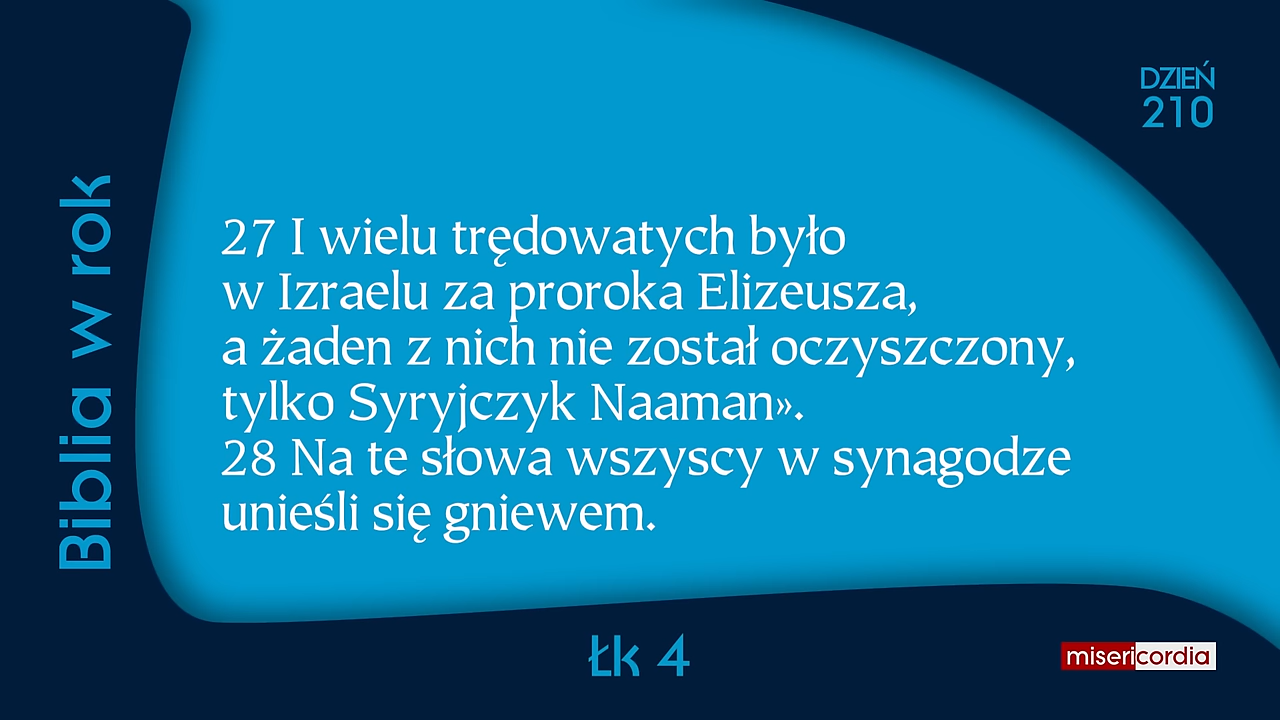 DZIEŃ
210
Biblia w rok
27 I wielu trędowatych było
w Izraelu za proroka Elizeusza,
a żaden z nich nie został oczyszczony,
tylko Syryjczyk Naaman».
28 Na te słowa wszyscy w synagodze
unieśli się gniewem.
Łk 4
misericordia